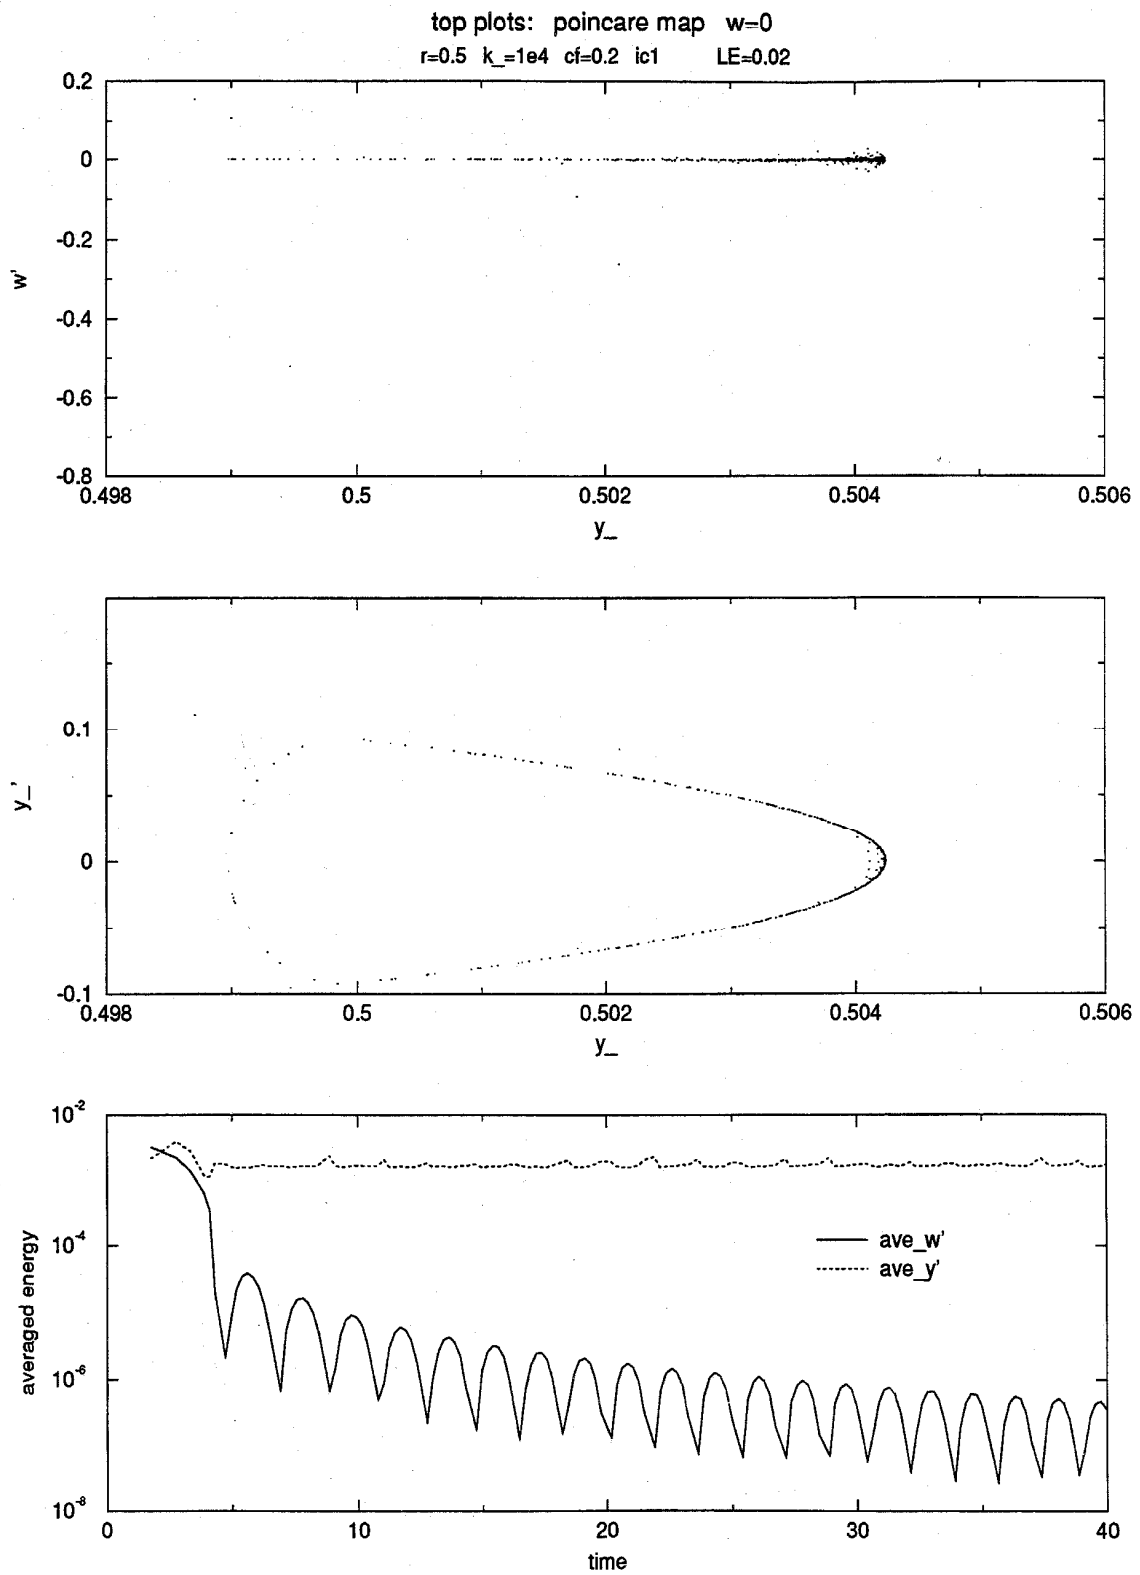 top plots: poincare map w=0
r=0.5 k_=1e4 cf=0.2 ic1 LE=0.02
0.2
0
-0.2
-0.4
-0.6
-0.8
w'
0.498 0.5 0.502 0.504 0.506
y_
0.1
0
-0.1
y_'
0.498 0.5 0.502 0.504 0.506
y_
10^-2
10^-4
10^-6
10^-8
averaged energy
ave_w'
ave_y'
0 10 20 30 40
time